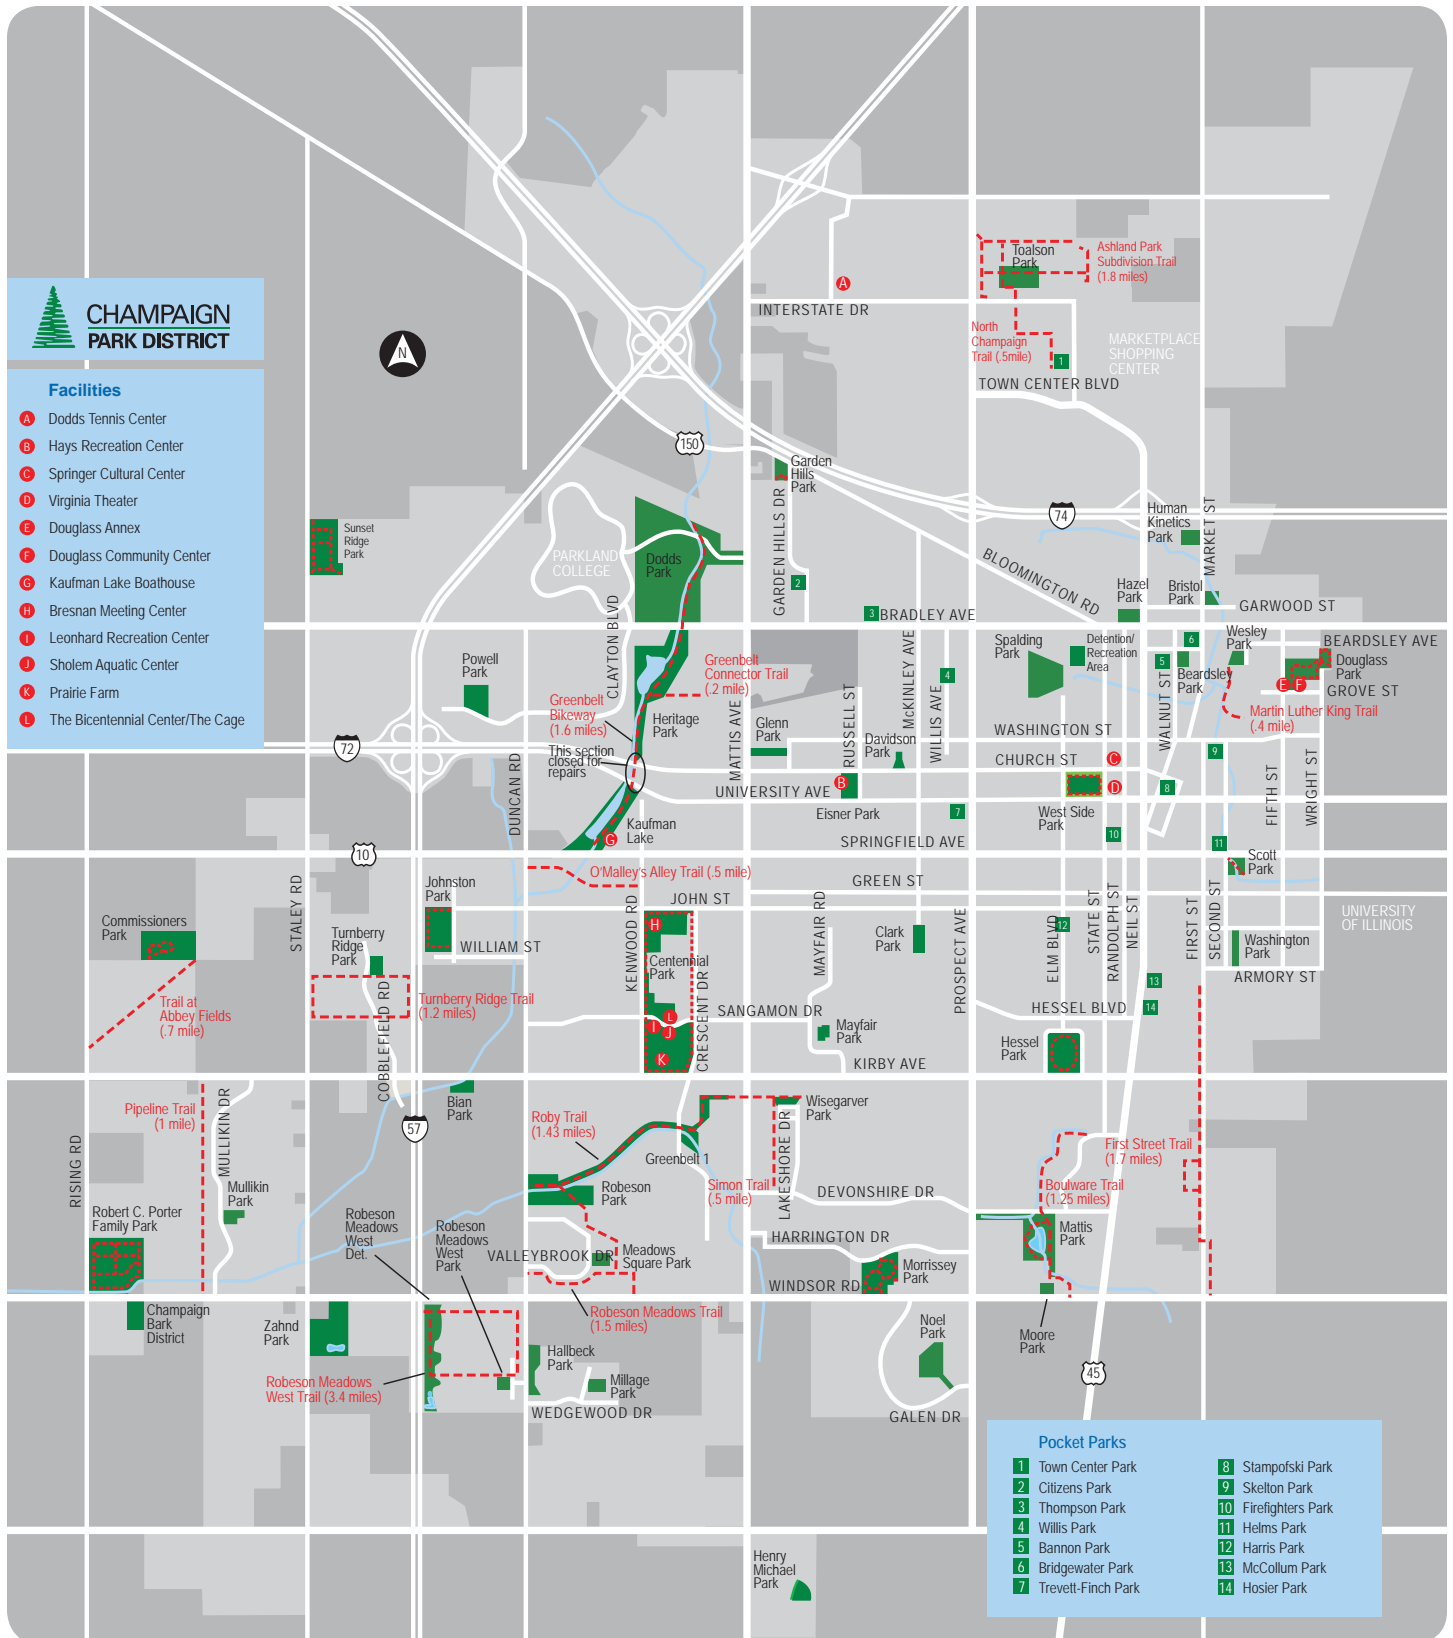 CHAMPAIGN
PARK DISTRICT
N
Facilities
A Dodds Tennis Center
B Hays Recreation Center
C Springer Cultural Center
D Virginia Theater
E Douglass Annex
F Douglass Community Center
G Kaufman Lake Boathouse
H Bresnan Meeting Center
I Leonhard Recreation Center
J Sholem Aquatic Center
K Prairie Farm
L The Bicentennial Center/The Cage
Toalson
Park
Ashland Park
Subdivision Trail
(1.8 miles)
A
INTERSTATE DR
North
Champaign
Trail (.5mile)
1
MARKETPLACE
SHOPPING
CENTER
TOWN CENTER BLVD
150
Garden
Hills
Park
GARDEN HILLS DR
74
Human
Kinetics
Park
MARKET ST
Sunset
Ridge
Park
PARKLAND
COLLEGE
Dodds
Park
2
BLOOMINGTON RD
Hazel
Park
Bristol
Park
GARWOOD ST
3
BRADLEY AVE
CLAYTON BLVD
Powell
Park
Greenbelt
Connector Trail
(.2 mile)
Greenbelt
Bikeway
(1.6 miles)
Heritage
Park
This section
closed for
repairs
MATTIS AVE
Glenn
Park
RUSSELL ST
Davidson
Park
McKINLEY AVE
WILLIS AVE
4
Spalding
Park
Detention/
Recreation
Area
5
6
Beardsley
Park
Wesley
Park
BEARDSLEY AVE
Douglass
Park
E
F
GROVE ST
Martin Luther King Trail
(.4 mile)
WALNUT ST
WASHINGTON ST
CHURCH ST
C
9
72
DUNCAN RD
UNIVERSITY AVE
B
Eisner Park
7
West Side
Park
D
8
FIFTH ST
WRIGHT ST
G
Kaufman
Lake
SPRINGFIELD AVE
10
11
Scott
Park
10
O'Malley's Alley Trail (.5 mile)
GREEN ST
JOHN ST
Johnston
Park
WILLIAM ST
Commissioners
Park
STALEY RD
Turnberry
Ridge
Park
KENWOOD RD
H
Centennial
Park
CRESCENT DR
MAYFAIR RD
Clark
Park
PROSPECT AVE
ELM BLVD
12
STATE ST
RANDOLPH ST
NEIL ST
FIRST ST
SECOND ST
Washington
Park
UNIVERSITY
OF ILLINOIS
ARMORY ST
Trail at
Abbey Fields
(.7 mile)
Turnberry Ridge Trail
(1.2 miles)
COBBLEFIELD RD
L
I
J
K
SANGAMON DR
Mayfair
Park
KIRBY AVE
HESSEL BLVD
13
14
Hessel
Park
Pipeline Trail
(1 mile)
MULLIKIN DR
Bian
Park
57
Roby Trail
(1.43 miles)
Greenbelt 1
Wisegarver
Park
LAKESHORE DR
Simon Trail
(.5 mile)
DEVONSHIRE DR
First Street Trail
(1.7 miles)
Boulware Trail
(1.25 miles)
RISING RD
Mullikin
Park
Robert C. Porter
Family Park
Robeson
Meadows
West
Det.
Robeson
Meadows
West
Park
Robeson
Park
VALLEYBROOK DR
Meadows
Square Park
HARRINGTON DR
Morrissey
Park
WINDSOR RD
Mattis
Park
Champaign
Bark
District
Zahnd
Park
Robeson Meadows Trail
(1.5 miles)
Noel
Park
Moore
Park
Robeson Meadows
West Trail (3.4 miles)
Hallbeck
Park
Millage
Park
WEDGEWOOD DR
GALEN DR
45
Henry
Michael
Park
Pocket Parks
1 Town Center Park
2 Citizens Park
3 Thompson Park
4 Willis Park
5 Bannon Park
6 Bridgewater Park
7 Trevett-Finch Park
8 Stampofski Park
9 Skelton Park
10 Firefighters Park
11 Helms Park
12 Harris Park
13 McCollum Park
14 Hosier Park